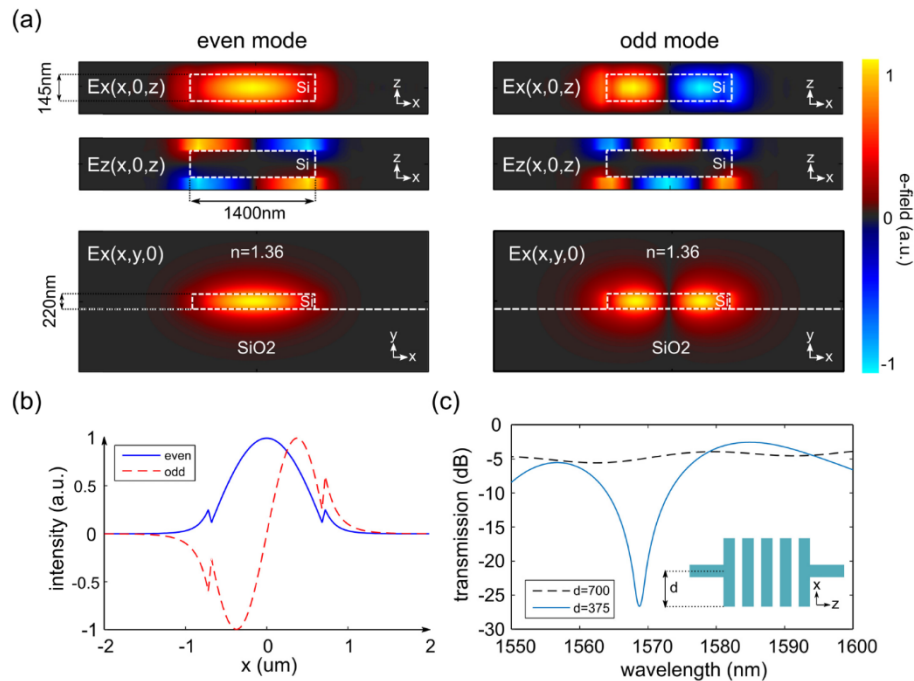 (a)
even mode
odd mode
145nm
Ex(x,0,z)
Si
z
x
Ex(x,0,z)
Si
z
x
1
Ez(x,0,z)
Si
z
x
Ez(x,0,z)
Si
z
x
1400nm
e-field (a.u.)
0
-1
220nm
Ex(x,y,0)
n=1.36
Si
SiO2
y
x
Ex(x,y,0)
n=1.36
Si
SiO2
y
x
(b)
intensity (a.u.)
1
0.5
0
-0.5
-1
even
odd
-2
-1
0
1
2
x (um)
(c)
transmission (dB)
0
-5
-10
-15
-20
-25
-30
d=700
d=375
d
x
z
1550
1560
1570
1580
1590
1600
wavelength (nm)